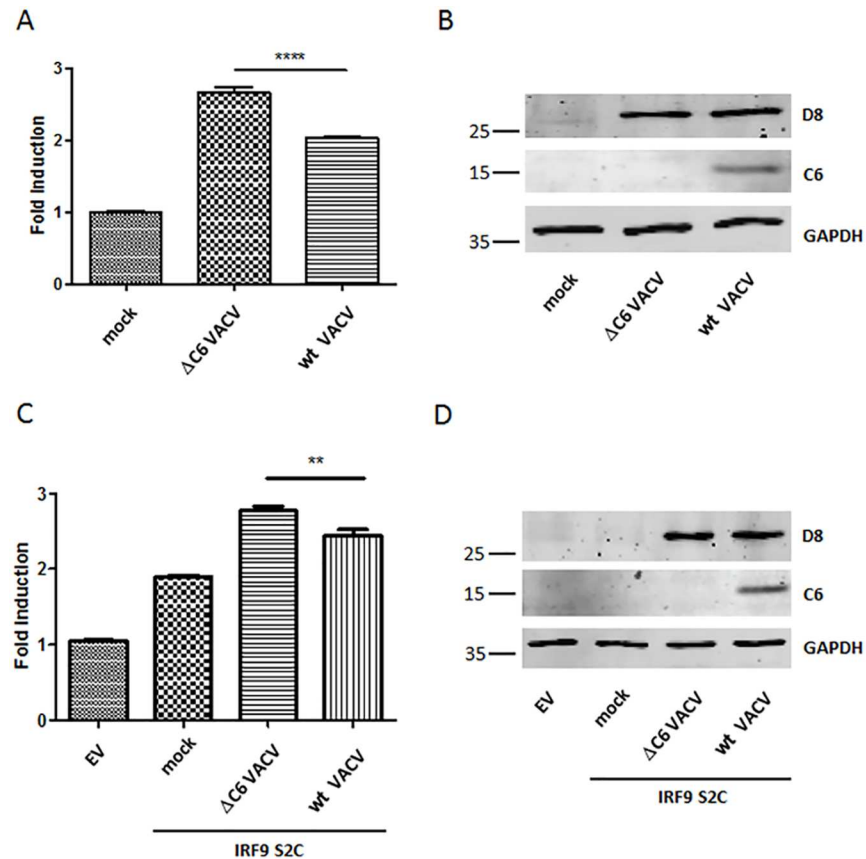 A
****
3
2
1
0
Fold Induction
mock
ΔC6 VACV
wt VACV
B
D8
25
15
C6
35
GAPDH
mock
ΔC6 VACV
wt VACV
C
**
3
2
1
0
Fold Induction
EV
mock
ΔC6 VACV
wt VACV
IRF9 S2C
D
D8
25
15
C6
35
GAPDH
EV
mock
ΔC6 VACV
wt VACV
IRF9 S2C